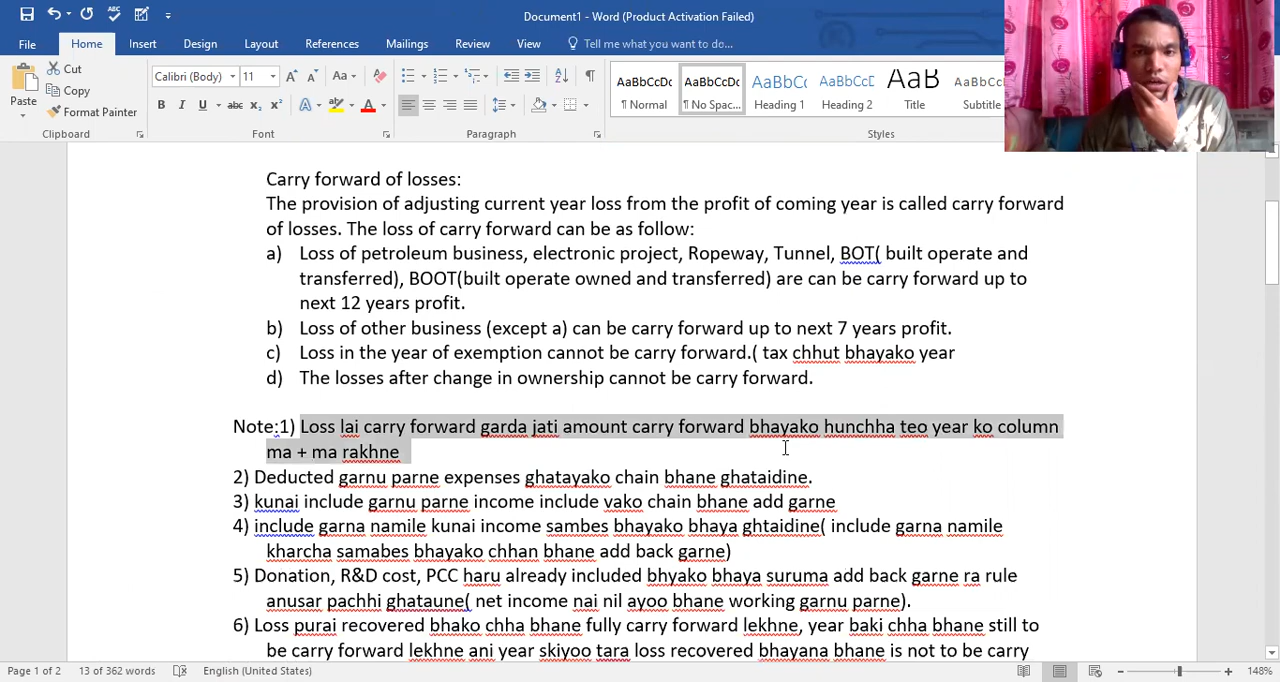 Document1 - Word (Product Activation Failed)
File Home Insert Design Layout References Mailings Review View Tell me what you want to do...
Paste Cut Copy Format Painter
Clipboard
Calibri (Body) 11
Font
Paragraph
AaBbCcDc ¶ Normal
AaBbCcDc ¶ No Spac...
AaBbCc Heading 1
AaBbCcD Heading 2
AaB Title
AaBbCcD Subtitle
Styles
Carry forward of losses:
The provision of adjusting current year loss from the profit of coming year is called carry forward
of losses. The loss of carry forward can be as follow:
a) Loss of petroleum business, electronic project, Ropeway, Tunnel, BOT( built operate and
transferred), BOOT(built operate owned and transferred) are can be carry forward up to
next 12 years profit.
b) Loss of other business (except a) can be carry forward up to next 7 years profit.
c) Loss in the year of exemption cannot be carry forward.( tax chhut bhayako year
d) The losses after change in ownership cannot be carry forward.
Note:1) Loss lai carry forward garda jati amount carry forward bhayako hunchha teo year ko column
ma + ma rakhne
2) Deducted garnu parne expenses ghatayako chain bhane ghataidine.
3) kunai include garnu parne income include vako chain bhane add garne
4) include garna namile kunai income sambes bhayako bhaya ghtaidine( include garna namile
kharcha samabes bhayako chhan bhane add back garne)
5) Donation, R&D cost, PCC haru already included bhyako bhaya suruma add back garne ra rule
anusar pachhi ghataune( net income nai nil ayoo bhane working garnu parne).
6) Loss purai recovered bhako chha bhane fully carry forward lekhne, year baki chha bhane still to
be carry forward lekhne ani year skiyoo tara loss recovered bhayana bhane is not to be carry
Page 1 of 2 13 of 362 words English (United States) 148%